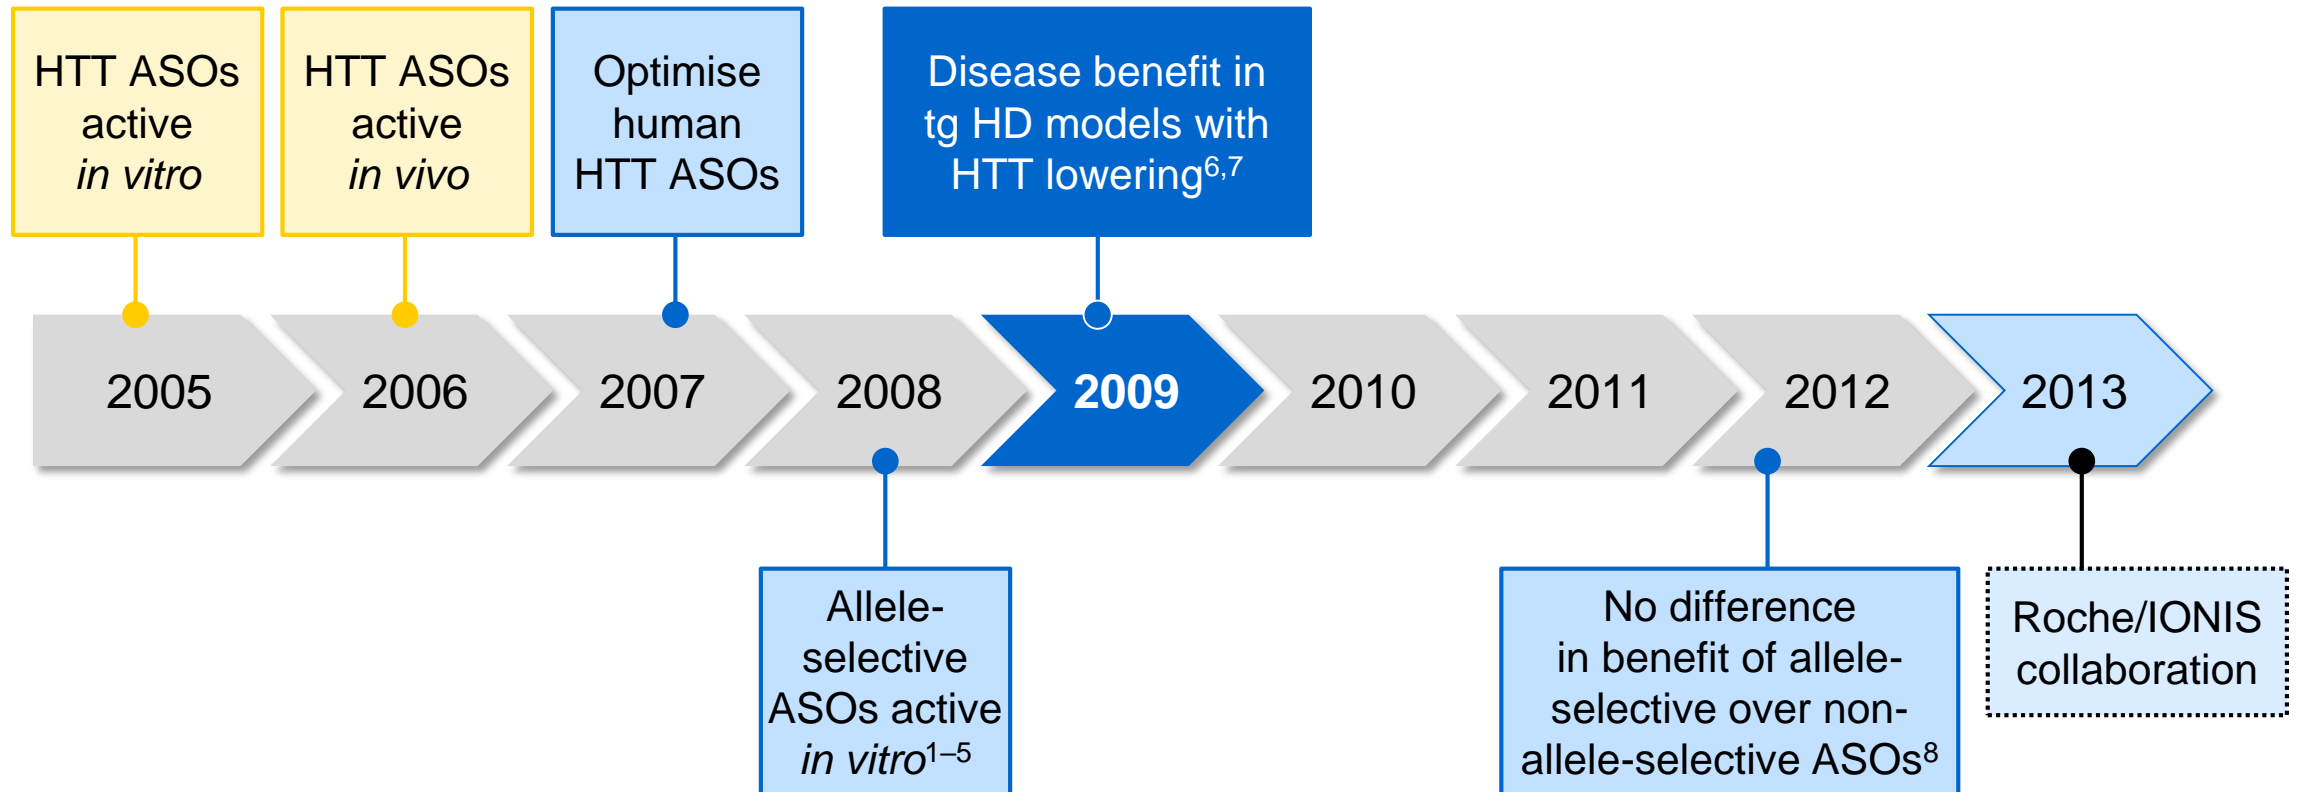 HTT ASOs
active
in vitro
HTT ASOs
active
in vivo
Optimise
human
HTT ASOs
Disease benefit in
tg HD models with
HTT lowering6,7
2005
2006
2007
2008
2009
2010
2011
2012
2013
Allele-
selective
ASOs active
in vitro1–5
No difference
in benefit of allele-
selective over non-
allele-selective ASOs8
Roche/IONIS
collaboration